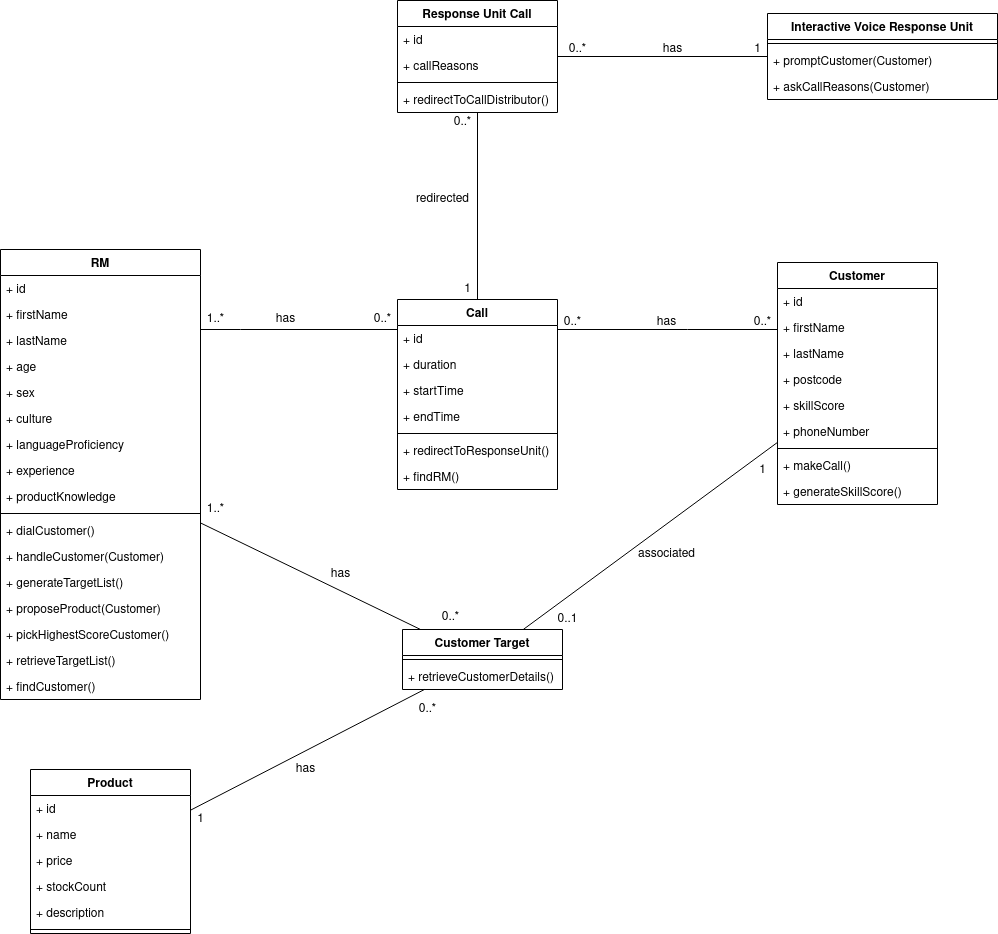 Response Unit Call
+ id
+ callReasons
+ redirectToCallDistributor()
0..*
has
1
Interactive Voice Response Unit
+ promptCustomer(Customer)
+ askCallReasons(Customer)
0..*
redirected
1
RM
+ id
+ firstName
+ lastName
+ age
+ sex
+ culture
+ languageProficiency
+ experience
+ productKnowledge
+ dialCustomer()
+ handleCustomer(Customer)
+ generateTargetList()
+ proposeProduct(Customer)
+ pickHighestScoreCustomer()
+ retrieveTargetList()
+ findCustomer()
1..*
has
0..*
Call
+ id
+ duration
+ startTime
+ endTime
+ redirectToResponseUnit()
+ findRM()
0..*
has
0..*
Customer
+ id
+ firstName
+ lastName
+ postcode
+ skillScore
+ phoneNumber
+ makeCall()
+ generateSkillScore()
1
associated
0..1
1..*
has
0..*
Customer Target
+ retrieveCustomerDetails()
0..*
has
1
Product
+ id
+ name
+ price
+ stockCount
+ description